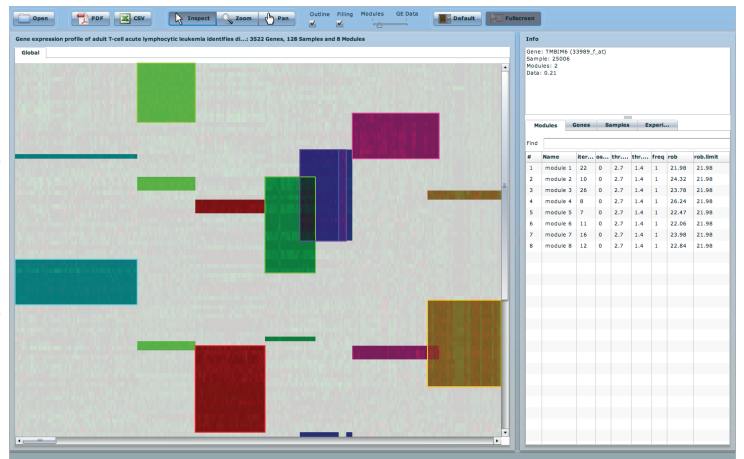 Open PDF CSV Inspect Zoom Pan Outline Filling Modules GE Data Default Fullscreen
Gene expression profile of adult T-cell acute lymphocytic leukemia identifies di...: 3522 Genes, 128 Samples and 8 Modules
Global
Info
Gene: TMBIM6 (33989_f_at)
Sample: 25006
Modules: 2
Data: 0.21
Modules Genes Samples Experi...
Find
# Name iter... os... thr.... thr.... freq rob rob.limit
1 module 1 22 0 2.7 1.4 1 21.98 21.98
2 module 2 10 0 2.7 1.4 1 24.32 21.98
3 module 3 26 0 2.7 1.4 1 23.78 21.98
4 module 4 8 0 2.7 1.4 1 26.24 21.98
5 module 5 7 0 2.7 1.4 1 22.47 21.98
6 module 6 11 0 2.7 1.4 1 22.06 21.98
7 module 7 16 0 2.7 1.4 1 23.98 21.98
8 module 8 12 0 2.7 1.4 1 22.84 21.98